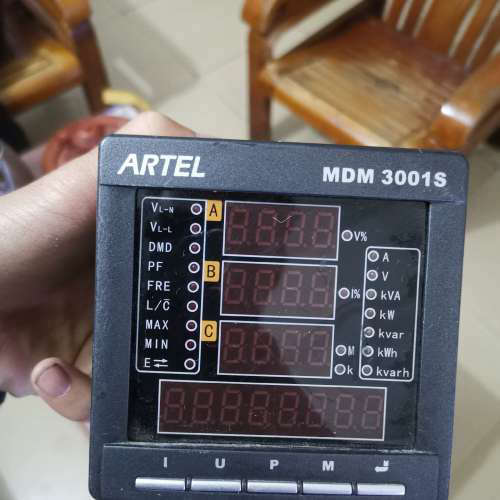 ARTEL
MDM 3001S
VL-N
VL-L
DMD
PF
FRE
L/C̅
MAX
MIN
E⇄
A
B
C
V%
I%
M
k
A
V
kVA
kW
kvar
kWh
kvarh
I U P M ↵